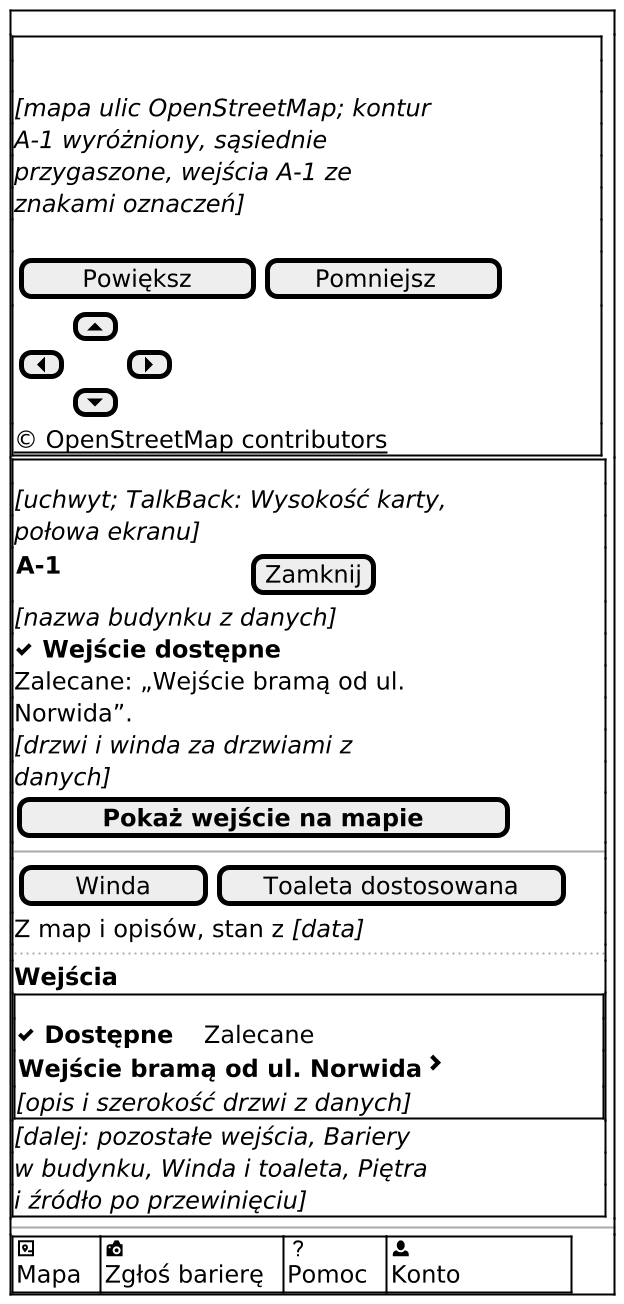 [mapa ulic OpenStreetMap; kontur
A-1 wyróżniony, sąsiednie
przygaszone, wejścia A-1 ze
znakami oznaczeń]
Powiększ Pomniejsz
© OpenStreetMap contributors
[uchwyt; TalkBack: Wysokość karty,
połowa ekranu]
A-1 Zamknij
[nazwa budynku z danych]
✓ Wejście dostępne
Zalecane: „Wejście bramą od ul.
Norwida”.
[drzwi i winda za drzwiami z
danych]
Pokaż wejście na mapie
Winda Toaleta dostosowana
Z map i opisów, stan z [data]
Wejścia
✓ Dostępne Zalecane
Wejście bramą od ul. Norwida
[opis i szerokość drzwi z danych]
[dalej: pozostałe wejścia, Bariery
w budynku, Winda i toaleta, Piętra
i źródło po przewinięciu]
?
Mapa Zgłoś barierę Pomoc Konto